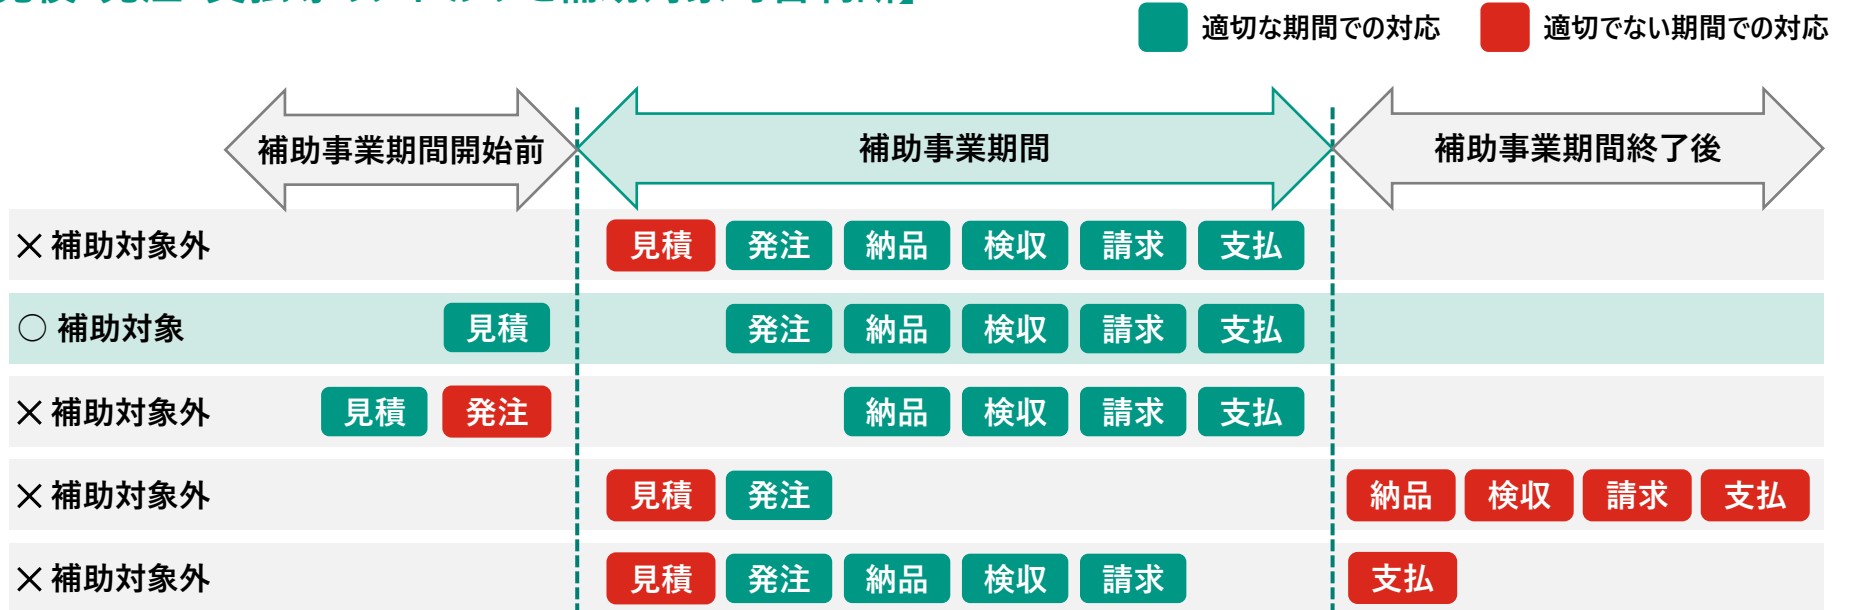 適切な期間での対応 適切でない期間での対応
補助事業期間開始前 補助事業期間 補助事業期間終了後
×補助対象外 見積 発注 納品 検収 請求 支払
○ 補助対象 見積 発注 納品 検収 請求 支払
×補助対象外 見積 発注 納品 検収 請求 支払
×補助対象外 見積 発注 納品 検収 請求 支払
×補助対象外 見積 発注 納品 検収 請求 支払